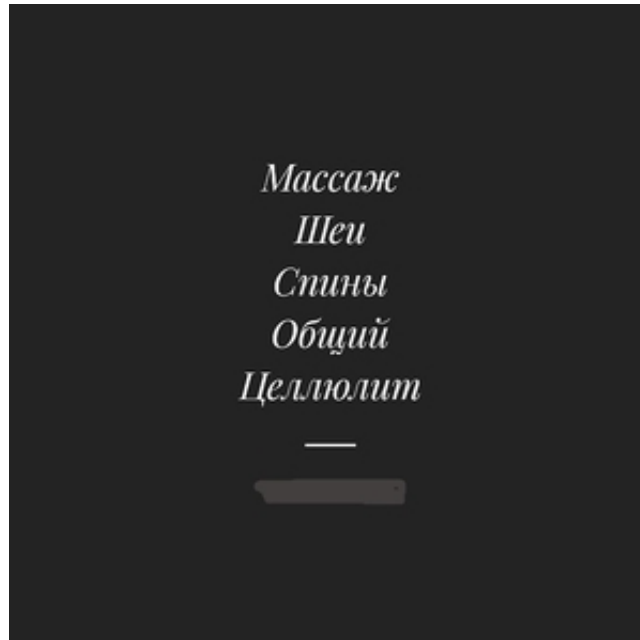 Массаж
Шеи
Спины
Общий
Целлюлит